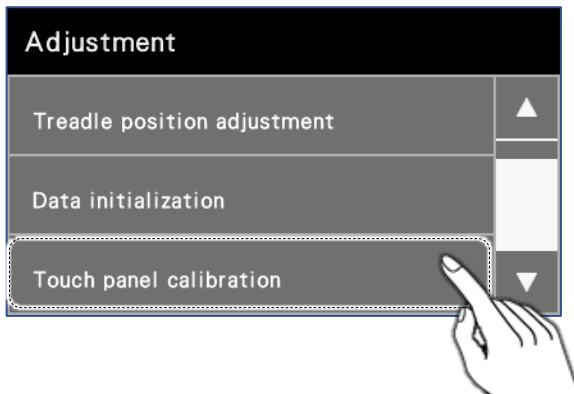 Adjustment
Treadle position adjustment
Data initialization
Touch panel calibration